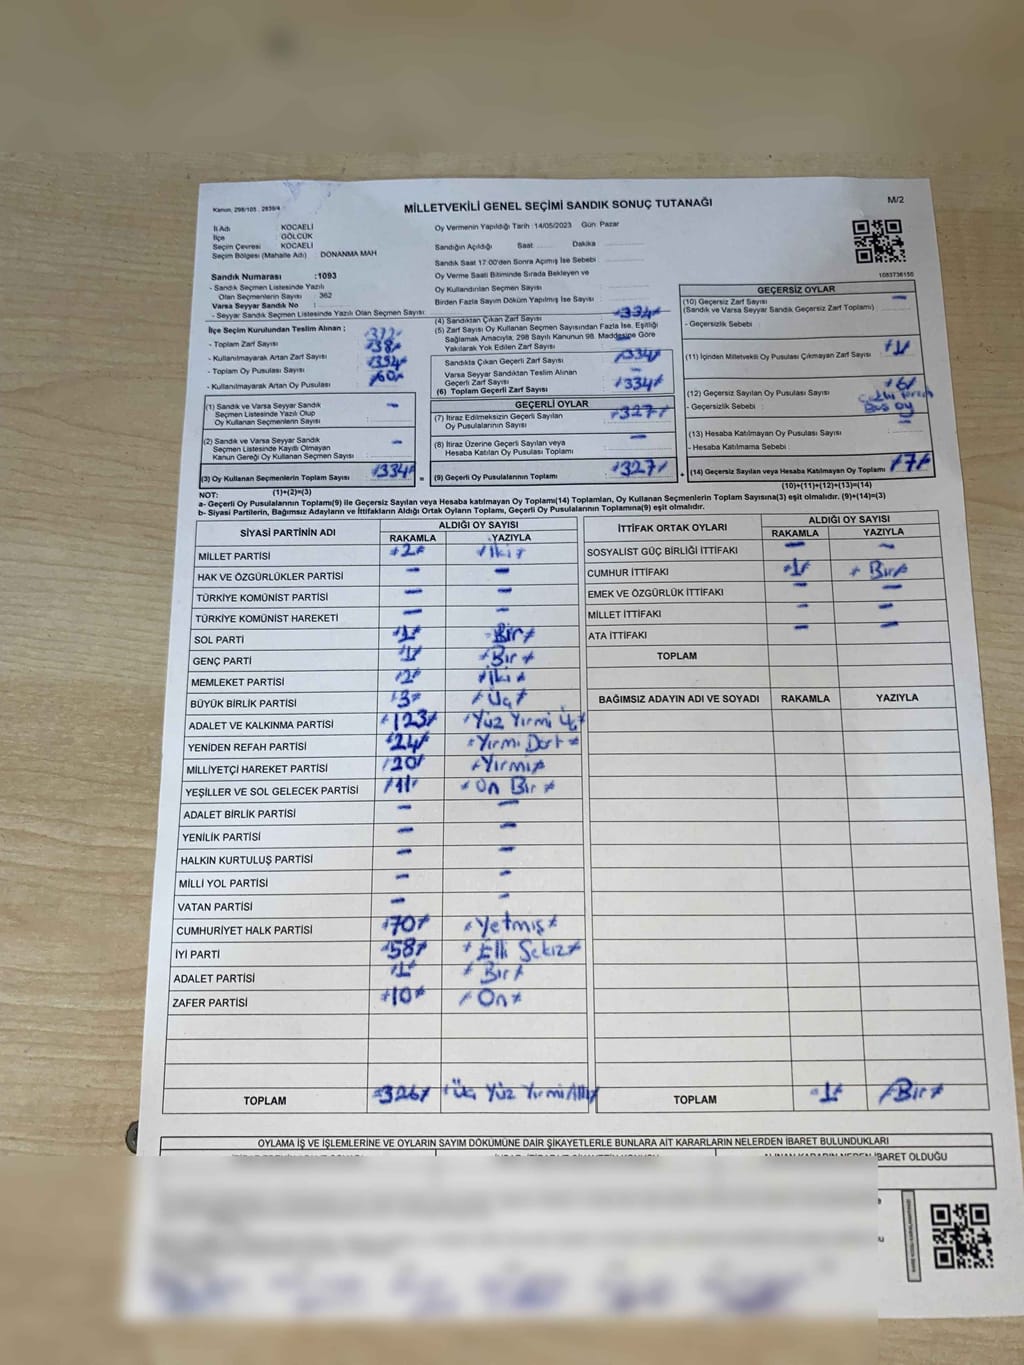 Kanun: 298/105 , 2839/4
MİLLETVEKİLİ GENEL SEÇİMİ SANDIK SONUÇ TUTANAĞI
M/2
İl Adı KOCAELİ
İlçe GÖLCÜK
Seçim Çevresi : KOCAELİ
Seçim Bölgesi (Mahalle Adı) DONANMA MAH
Sandık Numarası :1093
- Sandık Seçmen Listesinde Yazılı
Olan Seçmenlerin Sayısı : 362
Varsa Seyyar Sandık No :
- Seyyar Sandık Seçmen Listesinde Yazılı Olan Seçmen Sayısı:
Oy Vermenin Yapıldığı Tarih : 14/05/2023 Gün: Pazar
Sandığın Açıldığı Saat: Dakika
Sandık Saat 17:00'den Sonra Açımış İse Sebebi
Oy Verme Saati Bitiminde Sırada Bekleyen ve
Oy Kullandırılan Seçmen Sayısı
Birden Fazla Sayım Döküm Yapılmış İse Sayısı :
1083736150
İlçe Seçim Kurulundan Teslim Alınan ;
- Toplam Zarf Sayısı
- Kullanılmayarak Artan Zarf Sayısı 38
- Toplam Oy Pusulası Sayısı
- Kullanılmayarak Artan Oy Pusulası 60
(1) Sandık ve Varsa Seyyar Sandık
Seçmen Listesinde Yazılı Olup
Oy Kullanan Seçmenlerin Sayısı –
(2) Sandık ve Varsa Seyyar Sandık
Seçmen Listesinde Kayıtlı Olmayan
Kanun Gereği Oy Kullanan Seçmen Sayısı –
(3) Oy Kullanan Seçmenlerin Toplam Sayısı 334
(1)+(2)=(3)
(4) Sandıktan Çıkan Zarf Sayısı 334
(5) Zarf Sayısı Oy Kullanan Seçmen Sayısından Fazla İse, Eşitliği
Sağlamak Amacıyla, 298 Sayılı Kanunun 98. Maddesine Göre
Yakılarak Yok Edilen Zarf Sayısı –
Sandıkta Çıkan Geçerli Zarf Sayısı 334
Varsa Seyyar Sandıktan Teslim Alınan
Geçerli Zarf Sayısı –
(6) Toplam Geçerli Zarf Sayısı 334
GEÇERLİ OYLAR
(7) İtiraz Edilmeksizin Geçerli Sayılan
Oy Pusulalarının Sayısı 327
(8) İtiraz Üzerine Geçerli Sayılan veya
Hesaba Katılan Oy Pusulası Toplamı –
= (9) Geçerli Oy Pusulalarının Toplamı 327
GEÇERSİZ OYLAR
(10) Geçersiz Zarf Sayısı –
(Sandık ve Varsa Seyyar Sandık Geçersiz Zarf Toplamı)
- Geçersizlik Sebebi :
(11) İçinden Milletvekili Oy Pusulası Çıkmayan Zarf Sayısı 1
(12) Geçersiz Sayılan Oy Pusulası Sayısı 6
- Geçersizlik Sebebi : Boş oy
(13) Hesaba Katılmayan Oy Pusulası Sayısı –
- Hesaba Katılmama Sebebi :
+ (14) Geçersiz Sayılan veya Hesaba Katılmayan Oy Toplamı 7
(10)+(11)+(12)+(13)=(14)
NOT:
a- Geçerli Oy Pusulalarının Toplamı(9) ile Geçersiz Sayılan veya Hesaba katılmayan Oy Toplamı(14) Toplamları, Oy Kullanan Seçmenlerin Toplam Sayısına(3) eşit olmalıdır. (9)+(14)=(3)
b- Siyasi Partilerin, Bağımsız Adayların ve İttifakların Aldığı Ortak Oyların Toplamı, Geçerli Oy Pusulalarının Toplamına(9) eşit olmalıdır.
SİYASİ PARTİNİN ADI ALDIĞI OY SAYISI
RAKAMLA YAZIYLA
MİLLET PARTİSİ 2 İki
HAK VE ÖZGÜRLÜKLER PARTİSİ – –
TÜRKİYE KOMÜNİST PARTİSİ – –
TÜRKİYE KOMÜNİST HAREKETİ – –
SOL PARTİ 1 Bir
GENÇ PARTİ 1 Bir
MEMLEKET PARTİSİ 2 İki
BÜYÜK BİRLİK PARTİSİ 3 Üç
ADALET VE KALKINMA PARTİSİ 123 Yüz Yirmi Üç
YENİDEN REFAH PARTİSİ 24 Yirmi Dört
MİLLİYETÇİ HAREKET PARTİSİ 20 Yirmi
YEŞİLLER VE SOL GELECEK PARTİSİ 11 On Bir
ADALET BİRLİK PARTİSİ – –
YENİLİK PARTİSİ – –
HALKIN KURTULUŞ PARTİSİ – –
MİLLİ YOL PARTİSİ – –
VATAN PARTİSİ – –
CUMHURİYET HALK PARTİSİ 70 Yetmiş
İYİ PARTİ 58 Elli Sekiz
ADALET PARTİSİ 1 Bir
ZAFER PARTİSİ 10 On
TOPLAM 326 Üç Yüz Yirmi Altı
İTTİFAK ORTAK OYLARI ALDIĞI OY SAYISI
RAKAMLA YAZIYLA
SOSYALİST GÜÇ BİRLİĞİ İTTİFAKI – –
CUMHUR İTTİFAKI 1 Bir
EMEK VE ÖZGÜRLÜK İTTİFAKI – –
MİLLET İTTİFAKI – –
ATA İTTİFAKI – –
TOPLAM
BAĞIMSIZ ADAYIN ADI VE SOYADI RAKAMLA YAZIYLA
TOPLAM 1 Bir
OYLAMA İŞ VE İŞLEMLERİNE VE OYLARIN SAYIM DÖKÜMÜNE DAİR ŞİKAYETLERLE BUNLARA AİT KARARLARIN NELERDEN İBARET BULUNDUKLARI
İBARET OLDUĞU